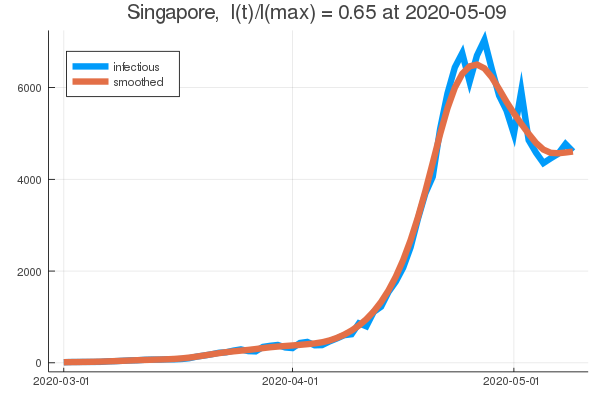 Singapore,  I(t)/I(max) = 0.65 at 2020-05-09
infectious
smoothed
6000
4000
2000
0
2020-03-01
2020-04-01
2020-05-01